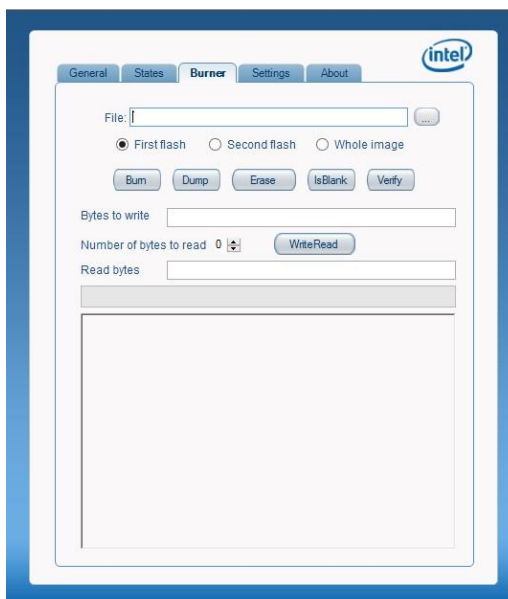 intel
General States Burner Settings About
File: ...
First flash Second flash Whole image
Burn Dump Erase IsBlank Verify
Bytes to write
Number of bytes to read 0 WriteRead
Read bytes